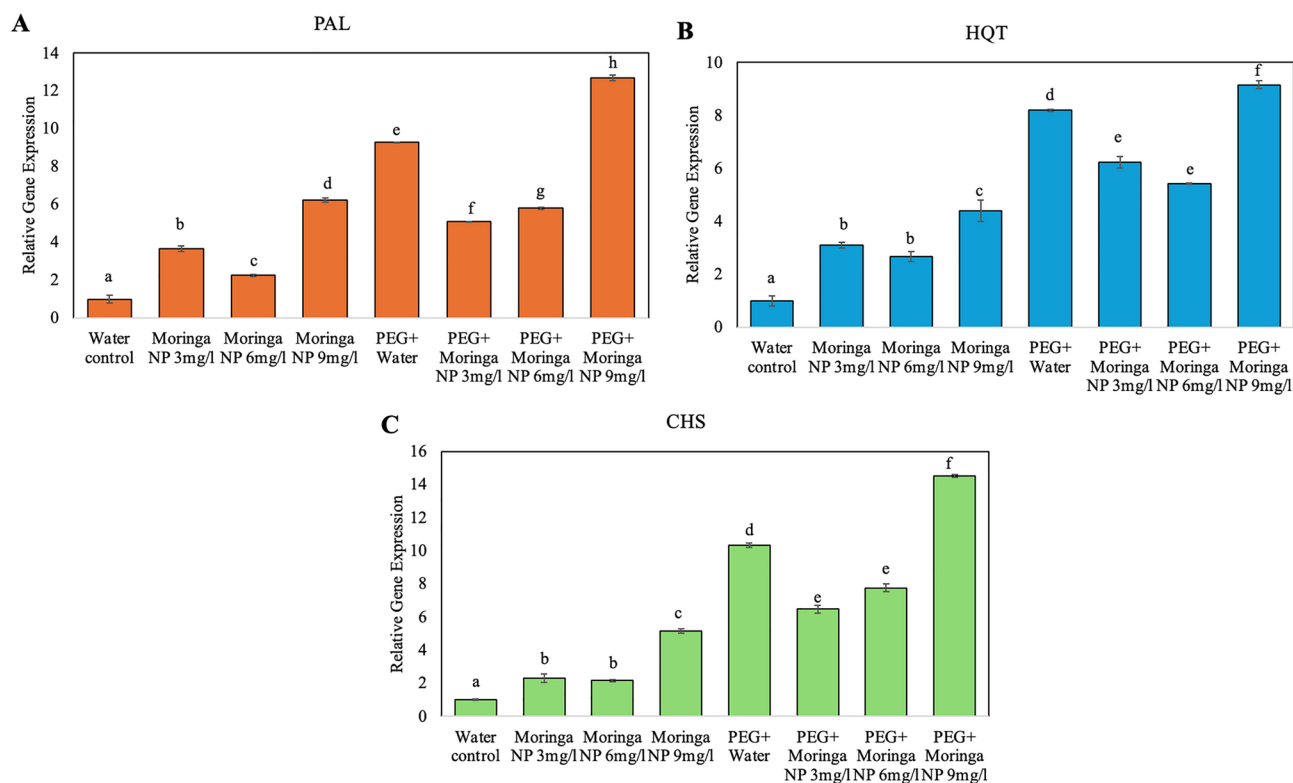 A
PAL
Relative Gene Expression
14
12
10
8
6
4
2
0
a
b
c
d
e
f
g
h
Water
control
Moringa
NP 3mg/l
Moringa
NP 6mg/l
Moringa
NP 9mg/l
PEG+
Water
PEG+
Moringa
NP 3mg/l
PEG+
Moringa
NP 6mg/l
PEG+
Moringa
NP 9mg/l
B
HQT
Relative Gene Expression
10
8
6
4
2
0
a
b
b
c
d
e
e
f
Water
control
Moringa
NP 3mg/l
Moringa
NP 6mg/l
Moringa
NP 9mg/l
PEG+
Water
PEG+
Moringa
NP 3mg/l
PEG+
Moringa
NP 6mg/l
PEG+
Moringa
NP 9mg/l
C
CHS
Relative Gene Expression
16
14
12
10
8
6
4
2
0
a
b
b
c
d
e
e
f
Water
control
Moringa
NP 3mg/l
Moringa
NP 6mg/l
Moringa
NP 9mg/l
PEG+
Water
PEG+
Moringa
NP 3mg/l
PEG+
Moringa
NP 6mg/l
PEG+
Moringa
NP 9mg/l